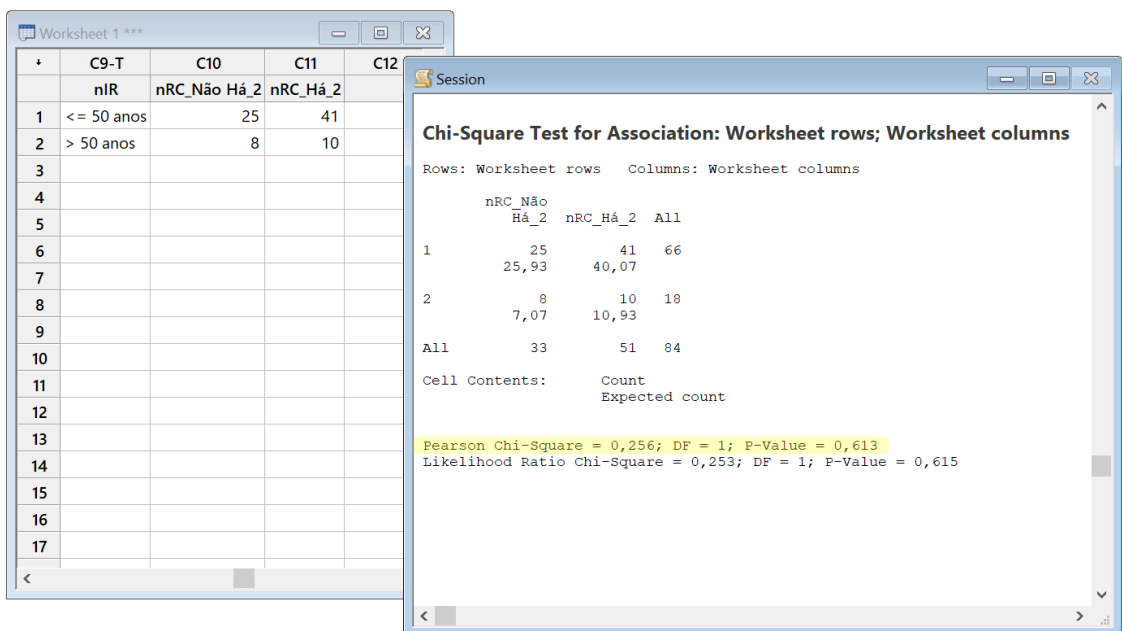 Worksheet 1 ***
↓ C9-T C10 C11 C12
nIR nRC_Não Há_2 nRC_Há_2
1 <= 50 anos 25 41
2 > 50 anos 8 10
3
4
5
6
7
8
9
10
11
12
13
14
15
16
17
Session
Chi-Square Test for Association: Worksheet rows; Worksheet columns
Rows: Worksheet rows Columns: Worksheet columns
nRC_Não
Há_2 nRC_Há_2 All
1 25 41 66
25,93 40,07
2 8 10 18
7,07 10,93
All 33 51 84
Cell Contents: Count
Expected count
Pearson Chi-Square = 0,256; DF = 1; P-Value = 0,613
Likelihood Ratio Chi-Square = 0,253; DF = 1; P-Value = 0,615